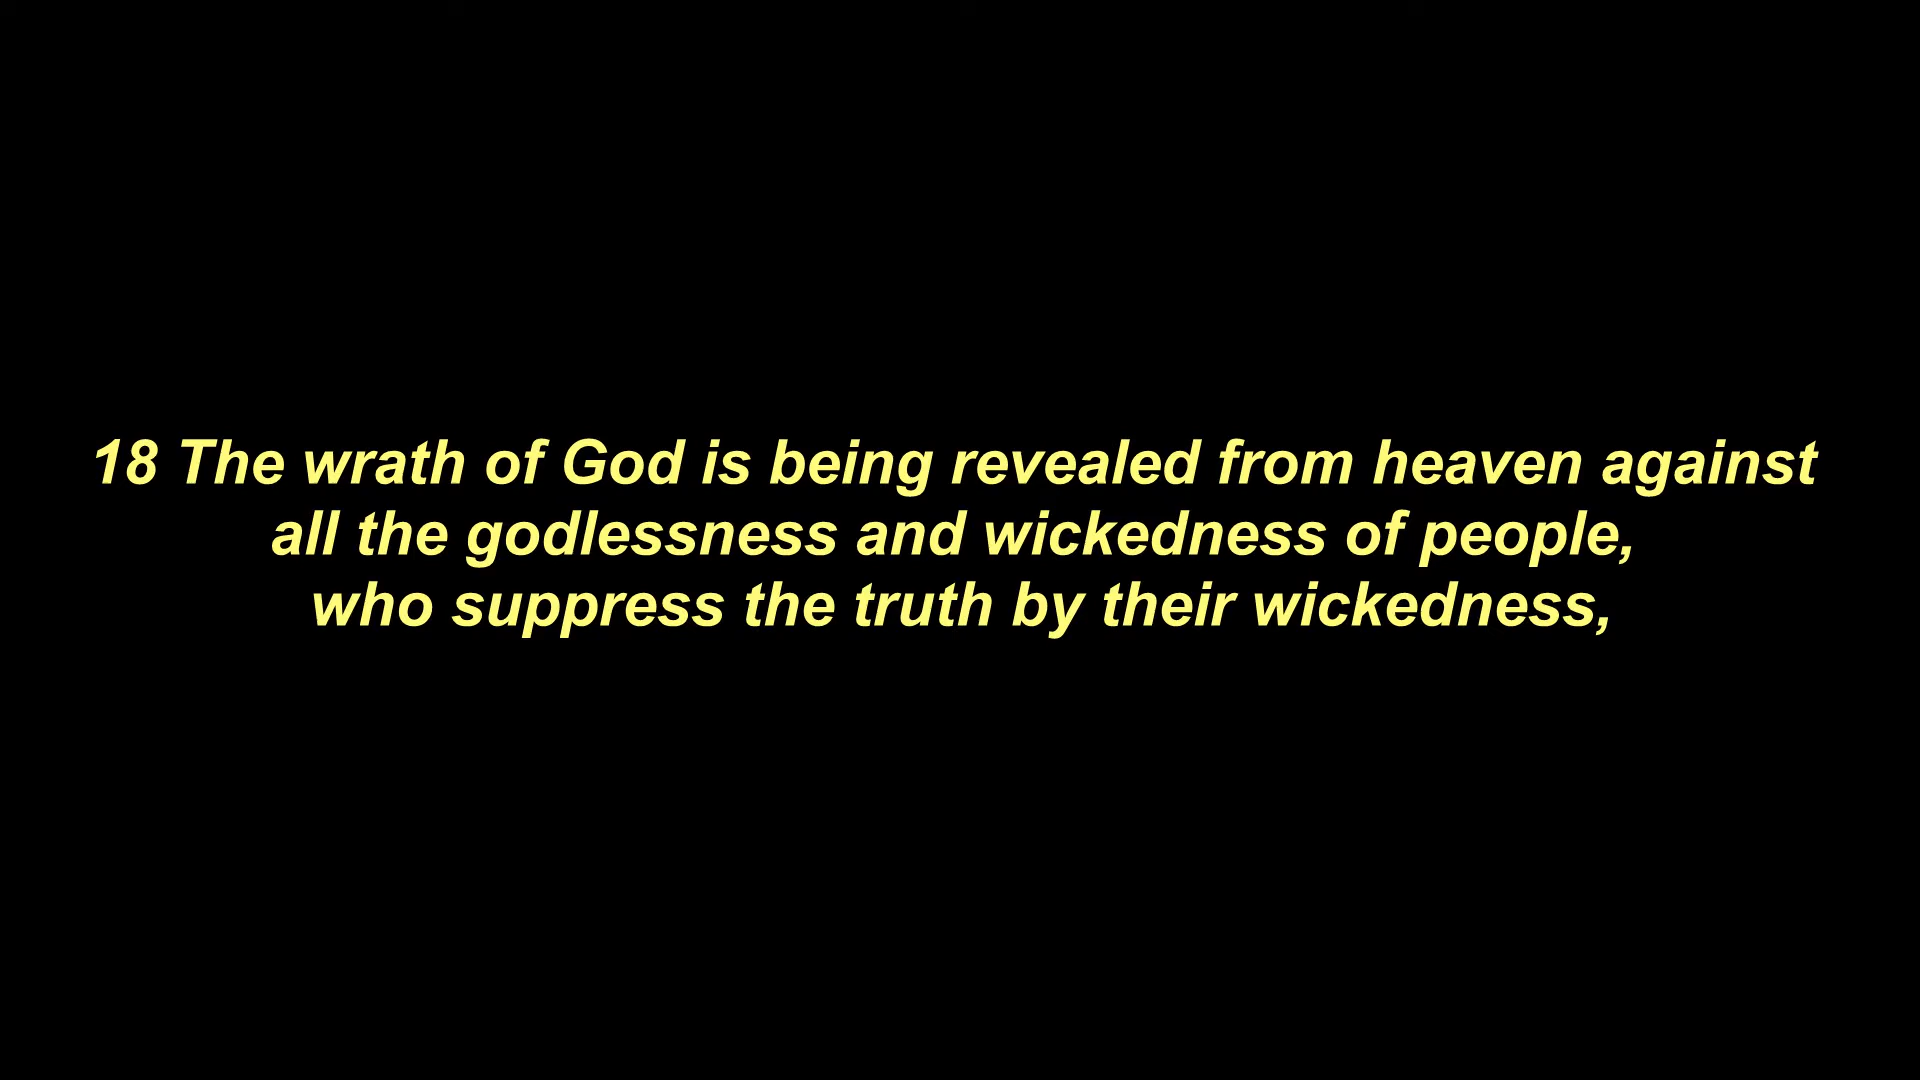 18 The wrath of God is being revealed from heaven against
all the godlessness and wickedness of people,
who suppress the truth by their wickedness,